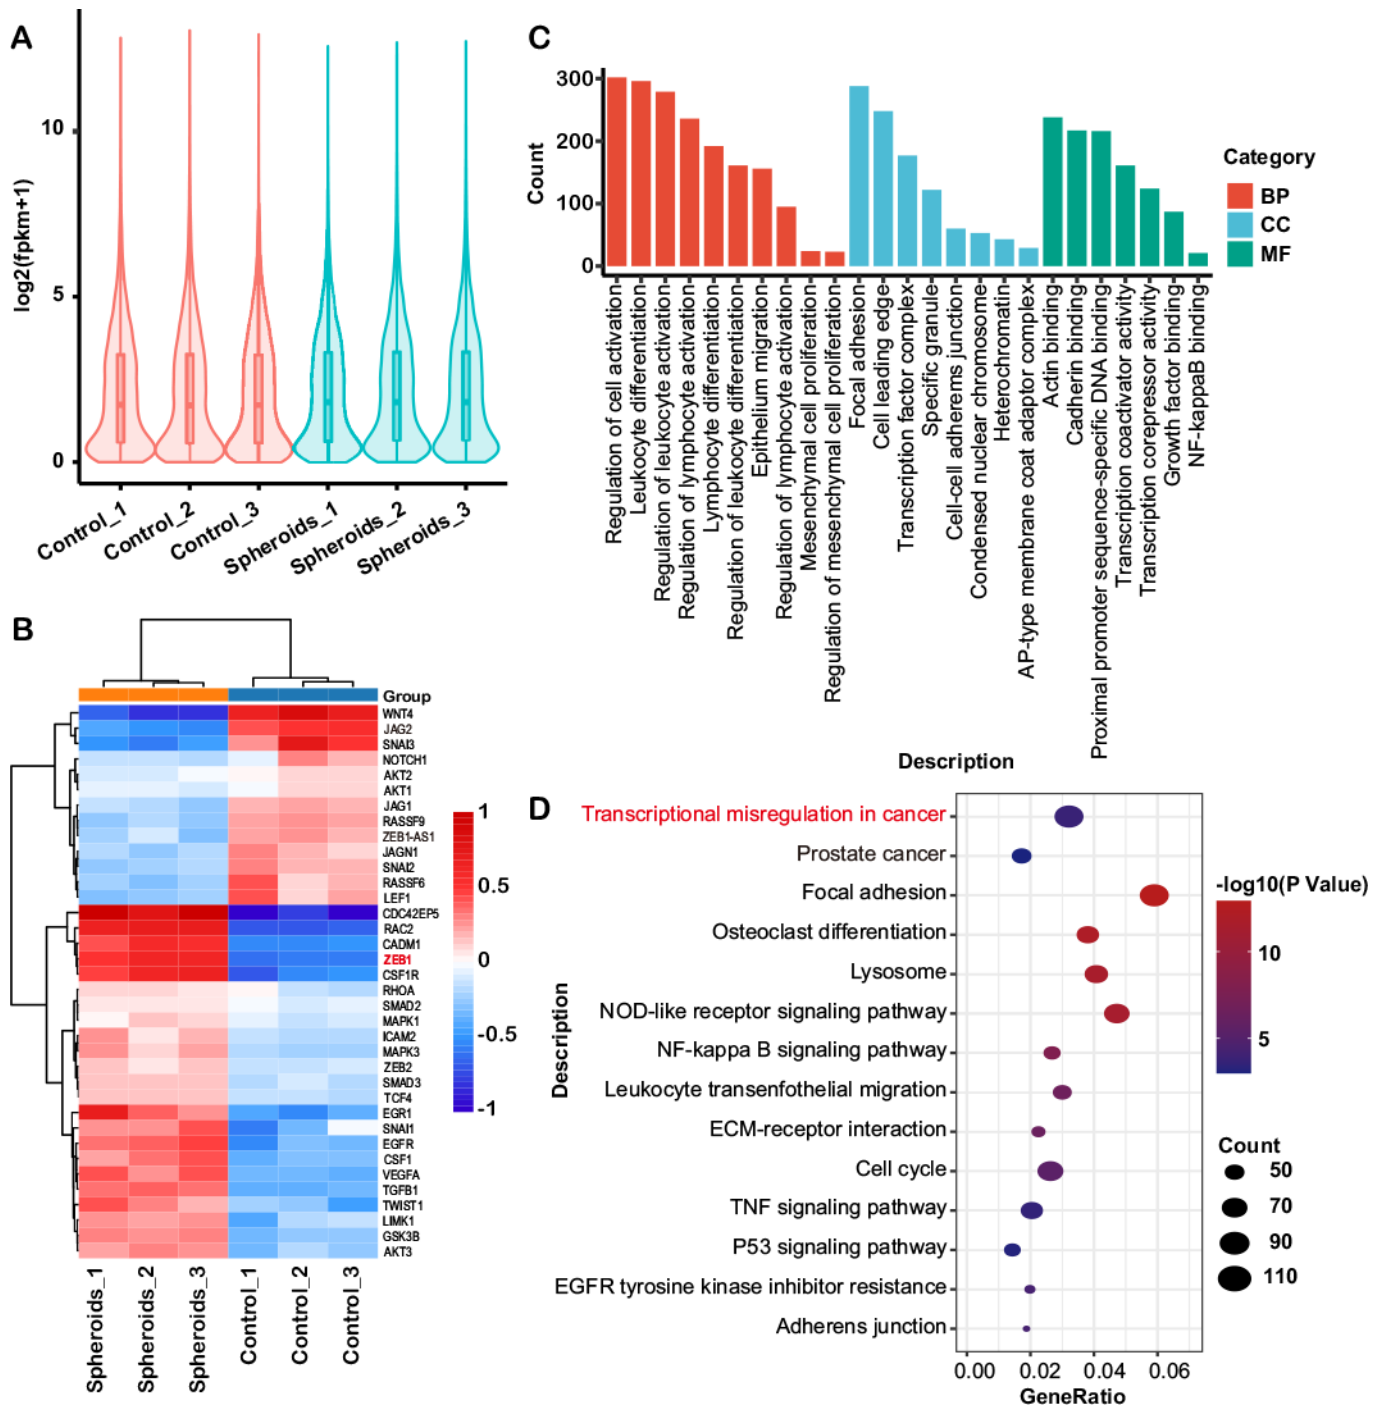 A
log2(fpkm+1)
10
5
0
Control_1
Control_2
Control_3
Spheroids_1
Spheroids_2
Spheroids_3
B
Group
WNT4
JAG2
SNAI3
NOTCH1
AKT2
AKT1
JAG1
RASSF9
ZEB1-AS1
JAGN1
SNAI2
RASSF6
LEF1
CDC42EP5
RAC2
CADM1
ZEB1
CSF1R
RHOA
SMAD2
MAPK1
ICAM2
MAPK3
ZEB2
SMAD3
TCF4
EGR1
SNAI1
EGFR
CSF1
VEGFA
TGFB1
TWIST1
LIMK1
GSK3B
AKT3
1
0.5
0
-0.5
-1
Spheroids_1
Spheroids_2
Spheroids_3
Control_1
Control_2
Control_3
C
Count
300
200
100
0
Regulation of cell activation
Leukocyte differentiation
Regulation of leukocyte activation
Regulation of lymphocyte activation
Lymphocyte differentiation
Regulation of leukocyte differentiation
Epithelium migration
Regulation of lymphocyte activation
Mesenchymal cell proliferation
Regulation of mesenchymal cell proliferation
Focal adhesion
Cell leading edge
Transcription factor complex
Specific granule
Cell-cell adherens junction
Condensed nuclear chromosome
Heterochromatin
AP-type membrane coat adaptor complex
Actin binding
Cadherin binding
Proximal promoter sequence-specific DNA binding
Transcription coactivator activity
Transcription corepressor activity
Growth factor binding
NF-kappaB binding
Description
Category
BP
CC
MF
D
Description
Transcriptional misregulation in cancer
Prostate cancer
Focal adhesion
Osteoclast differentiation
Lysosome
NOD-like receptor signaling pathway
NF-kappa B signaling pathway
Leukocyte transenfothelial migration
ECM-receptor interaction
Cell cycle
TNF signaling pathway
P53 signaling pathway
EGFR tyrosine kinase inhibitor resistance
Adherens junction
0.00 0.02 0.04 0.06
GeneRatio
-log10(P Value)
10
5
Count
50
70
90
110